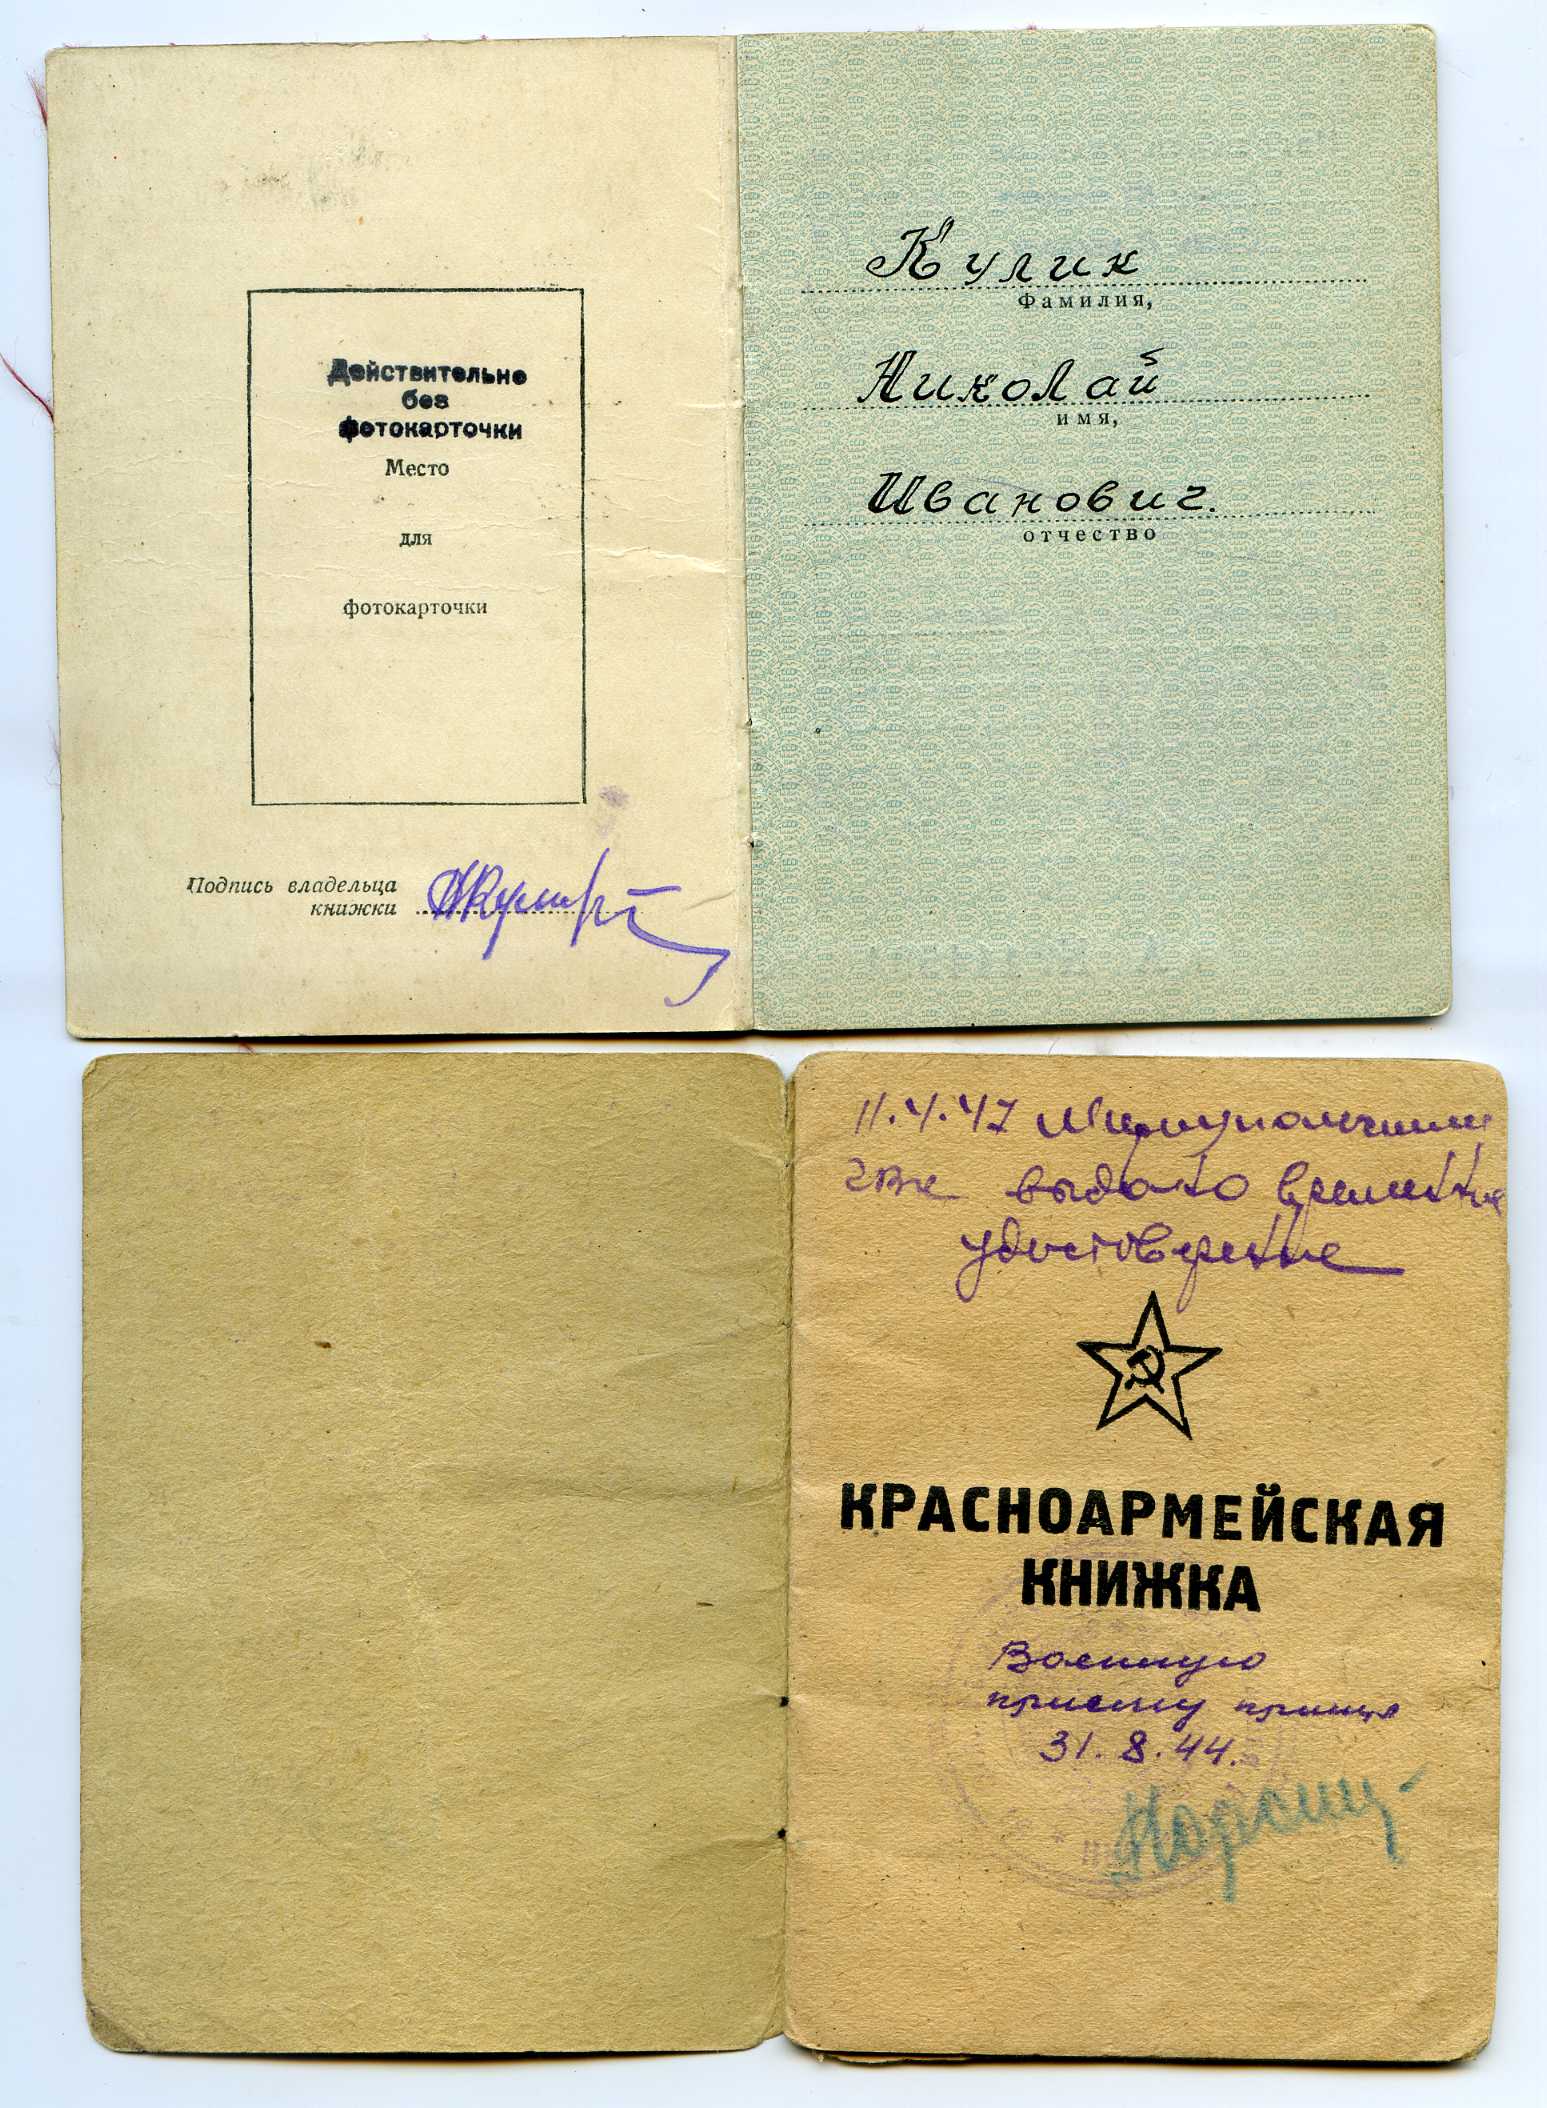 Действительно
без
фотокарточки
Место
для
фотокарточки
Подпись владельца
книжки
Кулик
Фамилия,
Николай
имя,
Иванович.
отчество
11.4.47
выдано
удостоверение
КРАСНОАРМЕЙСКАЯ
КНИЖКА
Военную
присягу принял
31.8.44.